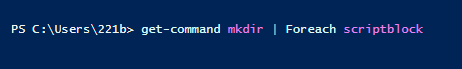 PS C:\Users\221b> get-command mkdir | Foreach scriptblock